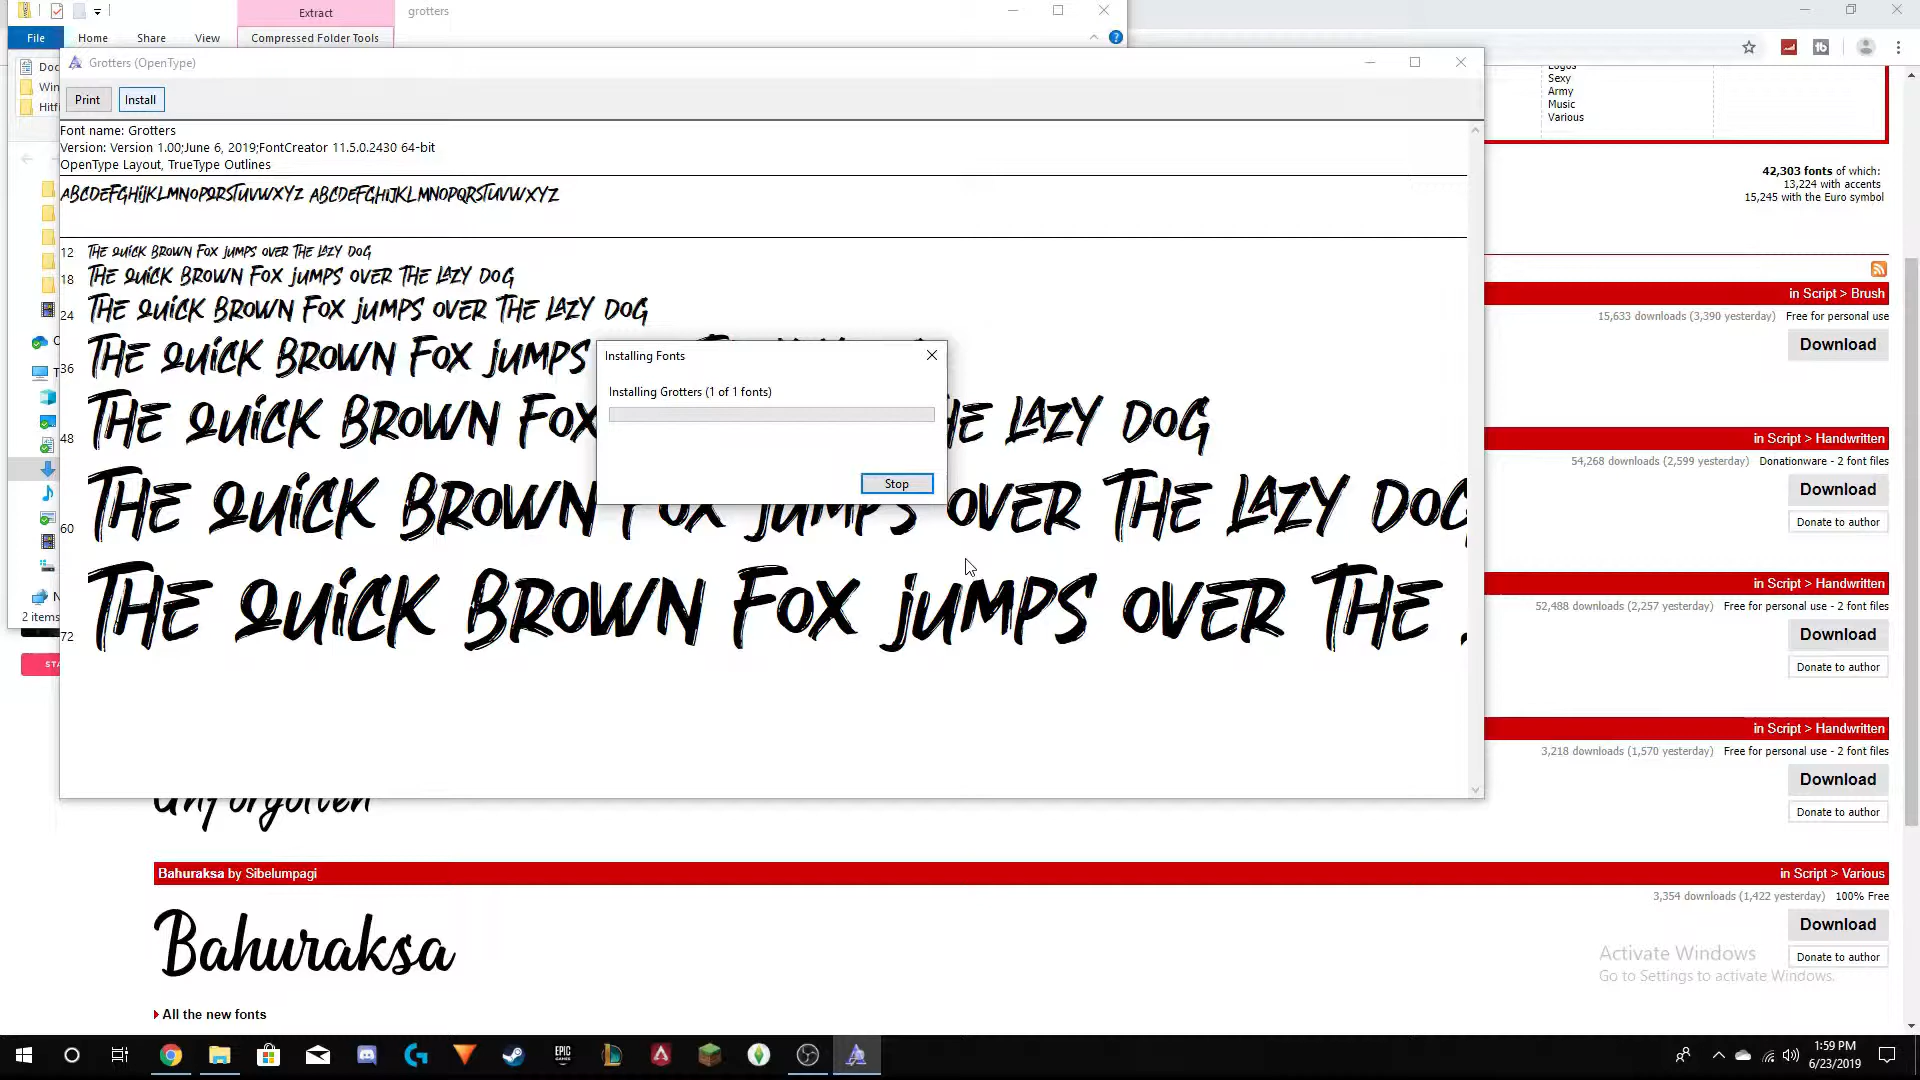 Extract
grotters
File
Home
Share
View
Compressed Folder Tools
Grotters (OpenType)
Print
Install
Font name: Grotters
Version: Version 1.00;June 6, 2019;FontCreator 11.5.0.2430 64-bit
OpenType Layout, TrueType Outlines
ABCDEFGHIJKLMNOPQRSTUVWXYZ ABCDEFGHIJKLMNOPQRSTUVWXYZ
12 THE QUICK BROWN FOX JUMPS OVER THE LAZY DOG
18 THE QUICK BROWN FOX JUMPS OVER THE LAZY DOG
24 THE QUICK BROWN FOX JUMPS OVER THE LAZY DOG
36 THE QUICK BROWN FOX JUMPS
48 THE QUICK BROWN FOX THE LAZY DOG
60 THE QUICK BROWN FOX JUMPS OVER THE LAZY DOG
72 THE QUICK BROWN FOX JUMPS OVER THE
Installing Fonts
Installing Grotters (1 of 1 fonts)
Stop
2 items
Logos
Sexy
Army
Music
Various
42,303 fonts of which:
13,224 with accents
15,245 with the Euro symbol
in Script > Brush
15,633 downloads (3,390 yesterday) Free for personal use
Download
in Script > Handwritten
54,268 downloads (2,599 yesterday) Donationware - 2 font files
Download
Donate to author
in Script > Handwritten
52,488 downloads (2,257 yesterday) Free for personal use - 2 font files
Download
Donate to author
in Script > Handwritten
3,218 downloads (1,570 yesterday) Free for personal use - 2 font files
Download
Donate to author
Unforgotten
Bahuraksa by Sibelumpagi
in Script > Various
3,354 downloads (1,422 yesterday) 100% Free
Bahuraksa
Download
Donate to author
Activate Windows
Go to Settings to activate Windows.
All the new fonts
EPIC GAMES
1:59 PM
6/23/2019